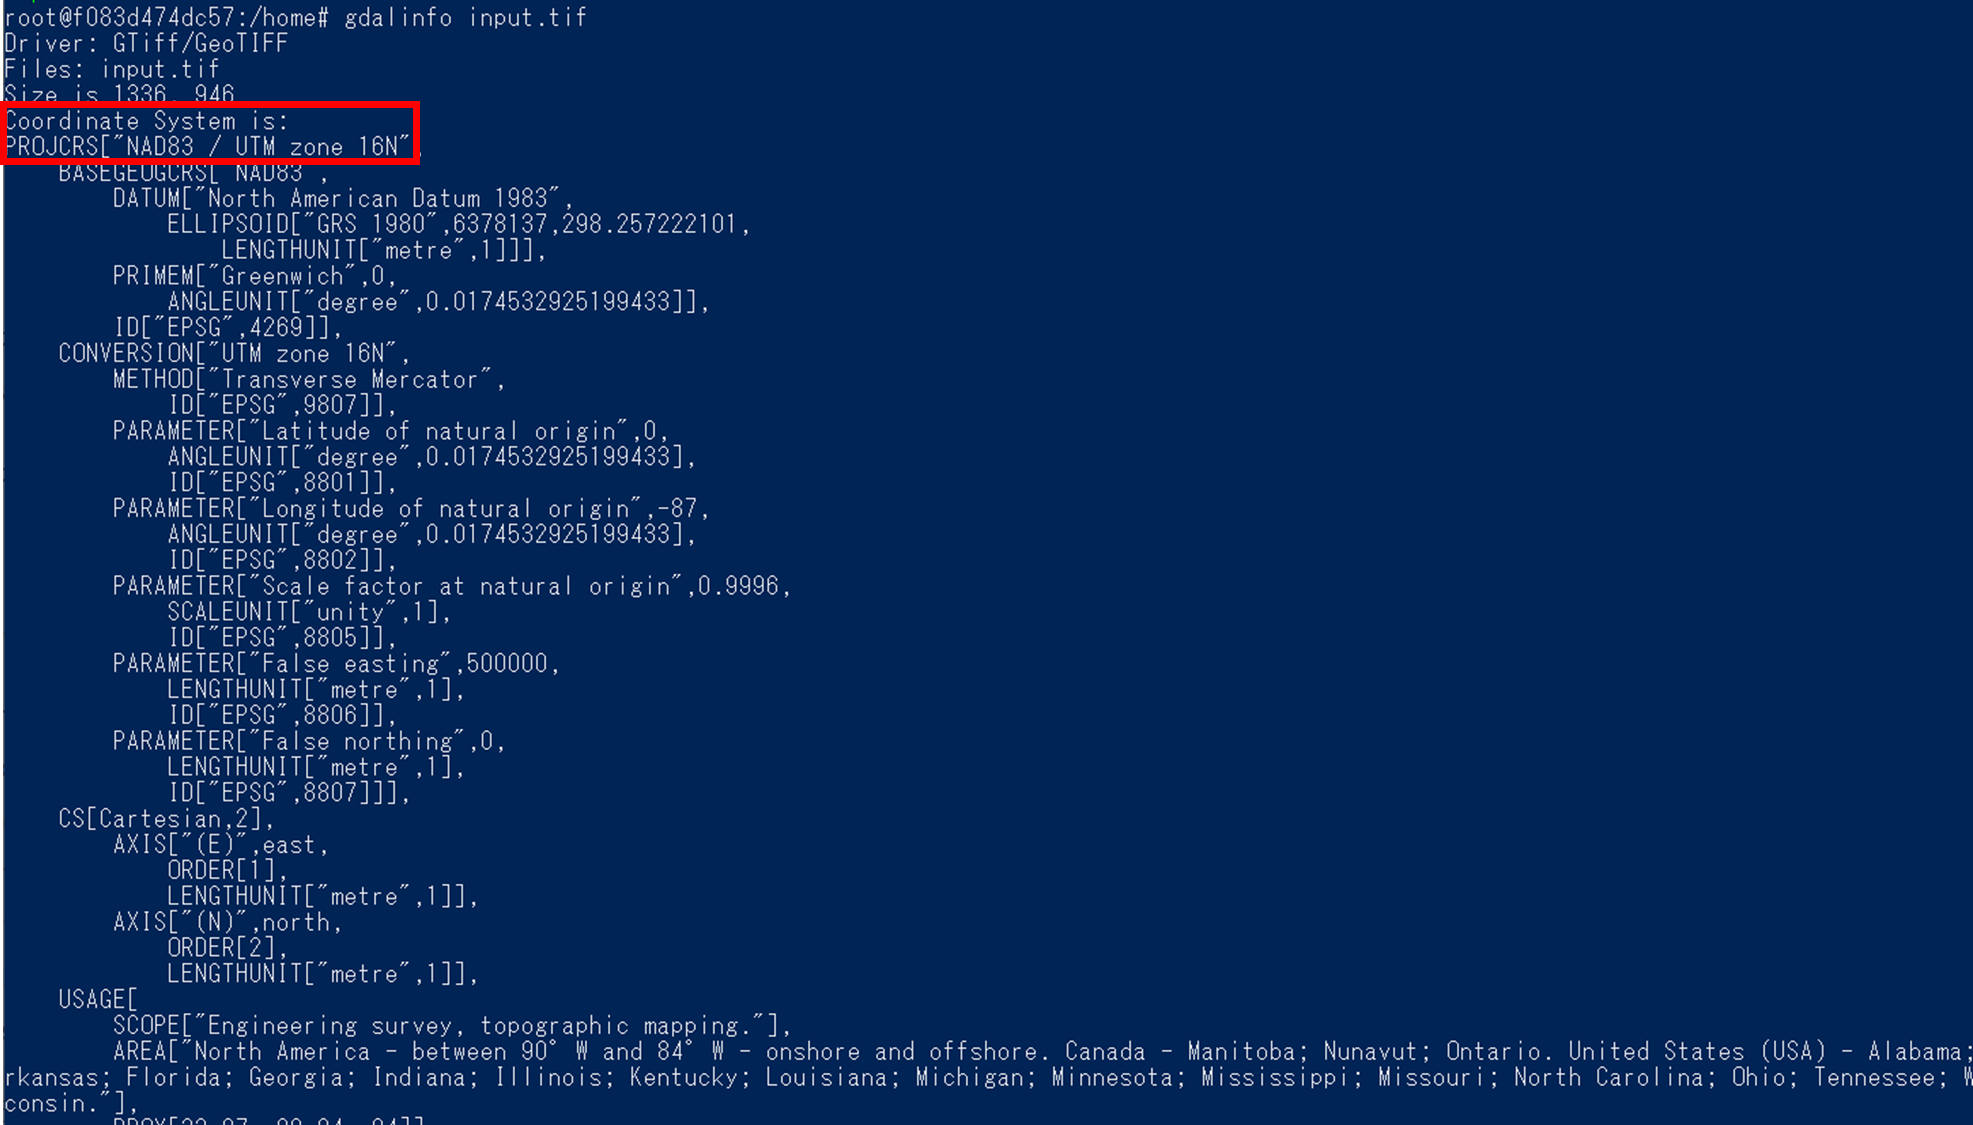 root@f083d474dc57:/home# gdalinfo input.tif
Driver: GTiff/GeoTIFF
Files: input.tif
Size is 1336, 946
Coordinate System is:
PROJCRS["NAD83 / UTM zone 16N",
    BASEGEOGCRS["NAD83",
        DATUM["North American Datum 1983",
            ELLIPSOID["GRS 1980",6378137,298.257222101,
                LENGTHUNIT["metre",1]]],
        PRIMEM["Greenwich",0,
            ANGLEUNIT["degree",0.0174532925199433]],
        ID["EPSG",4269]],
    CONVERSION["UTM zone 16N",
        METHOD["Transverse Mercator",
            ID["EPSG",9807]],
        PARAMETER["Latitude of natural origin",0,
            ANGLEUNIT["degree",0.0174532925199433],
            ID["EPSG",8801]],
        PARAMETER["Longitude of natural origin",-87,
            ANGLEUNIT["degree",0.0174532925199433],
            ID["EPSG",8802]],
        PARAMETER["Scale factor at natural origin",0.9996,
            SCALEUNIT["unity",1],
            ID["EPSG",8805]],
        PARAMETER["False easting",500000,
            LENGTHUNIT["metre",1],
            ID["EPSG",8806]],
        PARAMETER["False northing",0,
            LENGTHUNIT["metre",1],
            ID["EPSG",8807]]],
    CS[Cartesian,2],
        AXIS["(E)",east,
            ORDER[1],
            LENGTHUNIT["metre",1]],
        AXIS["(N)",north,
            ORDER[2],
            LENGTHUNIT["metre",1]],
    USAGE[
        SCOPE["Engineering survey, topographic mapping."],
        AREA["North America - between 90° W and 84° W - onshore and offshore. Canada - Manitoba; Nunavut; Ontario. United States (USA) - Alabama;
rkansas; Florida; Georgia; Indiana; Illinois; Kentucky; Louisiana; Michigan; Minnesota; Mississippi; Missouri; North Carolina; Ohio; Tennessee; W
consin."],